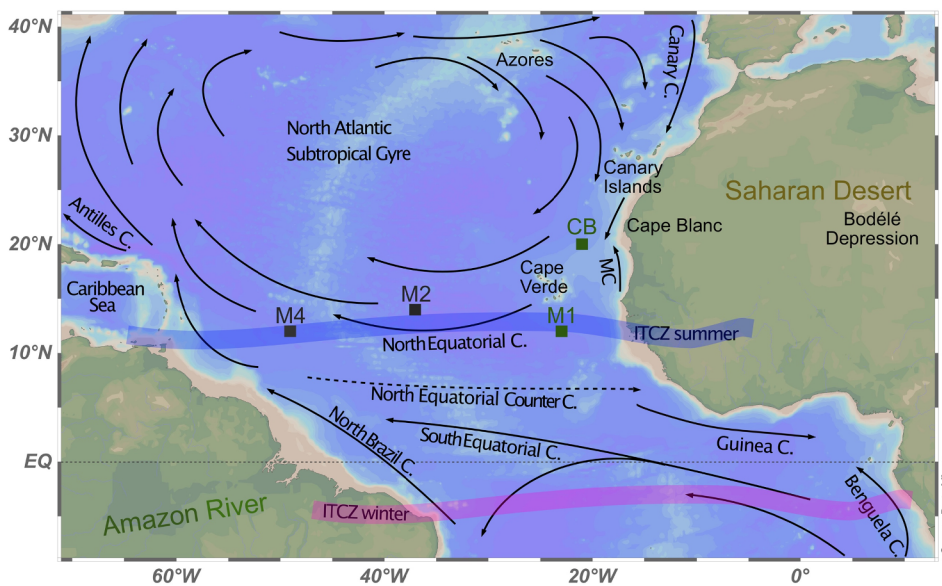 40°N
30°N
20°N
10°N
EQ
60°W
40°W
20°W
0°
Azores
Canary C.
North Atlantic
Subtropical Gyre
Canary
Islands
Saharan Desert
Antilles C.
CB
Cape Blanc
Bodélé
Depression
Caribbean
Sea
Cape
Verde
MC
M2
M4
M1
ITCZ summer
North Equatorial C.
North Equatorial Counter C.
North Brazil C.
South Equatorial C.
Guinea C.
Benguela C.
Amazon River
ITCZ winter